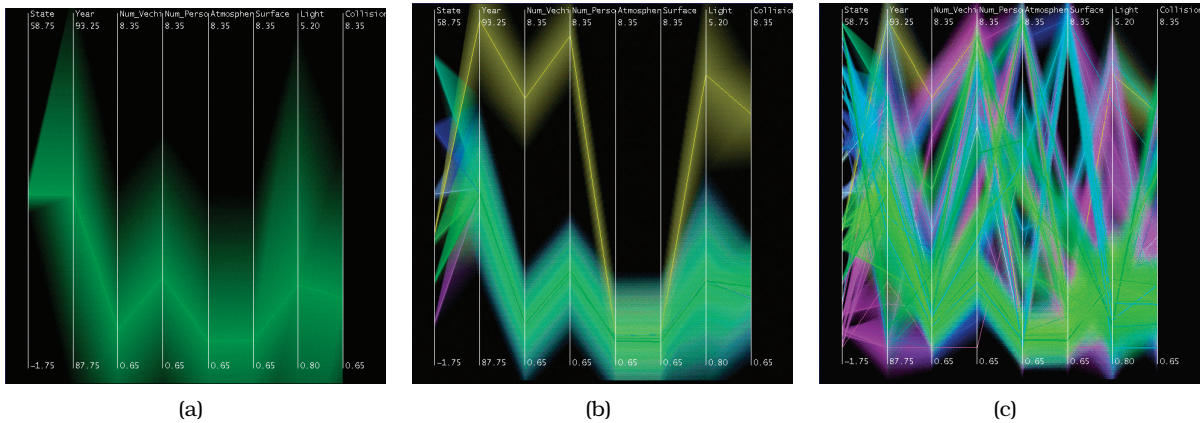 State Year Num_Vechi Num_Perso Atmospher Surface Light Collision
58.75 93.25 8.35 8.35 8.35 8.35 5.20 8.35
-1.75 87.75 0.65 0.65 0.65 0.65 0.80 0.65
(a)
State Year Num_Vechi Num_Perso Atmospher Surface Light Collision
58.75 93.25 8.35 8.35 8.35 8.35 5.20 8.35
-1.75 87.75 0.65 0.65 0.65 0.65 0.80 0.65
(b)
State Year Num_Vechi Num_Perso Atmospher Surface Light Collision
58.75 93.25 8.35 8.35 8.35 8.35 5.20 8.35
-1.75 87.75 0.65 0.65 0.65 0.65 0.80 0.65
(c)